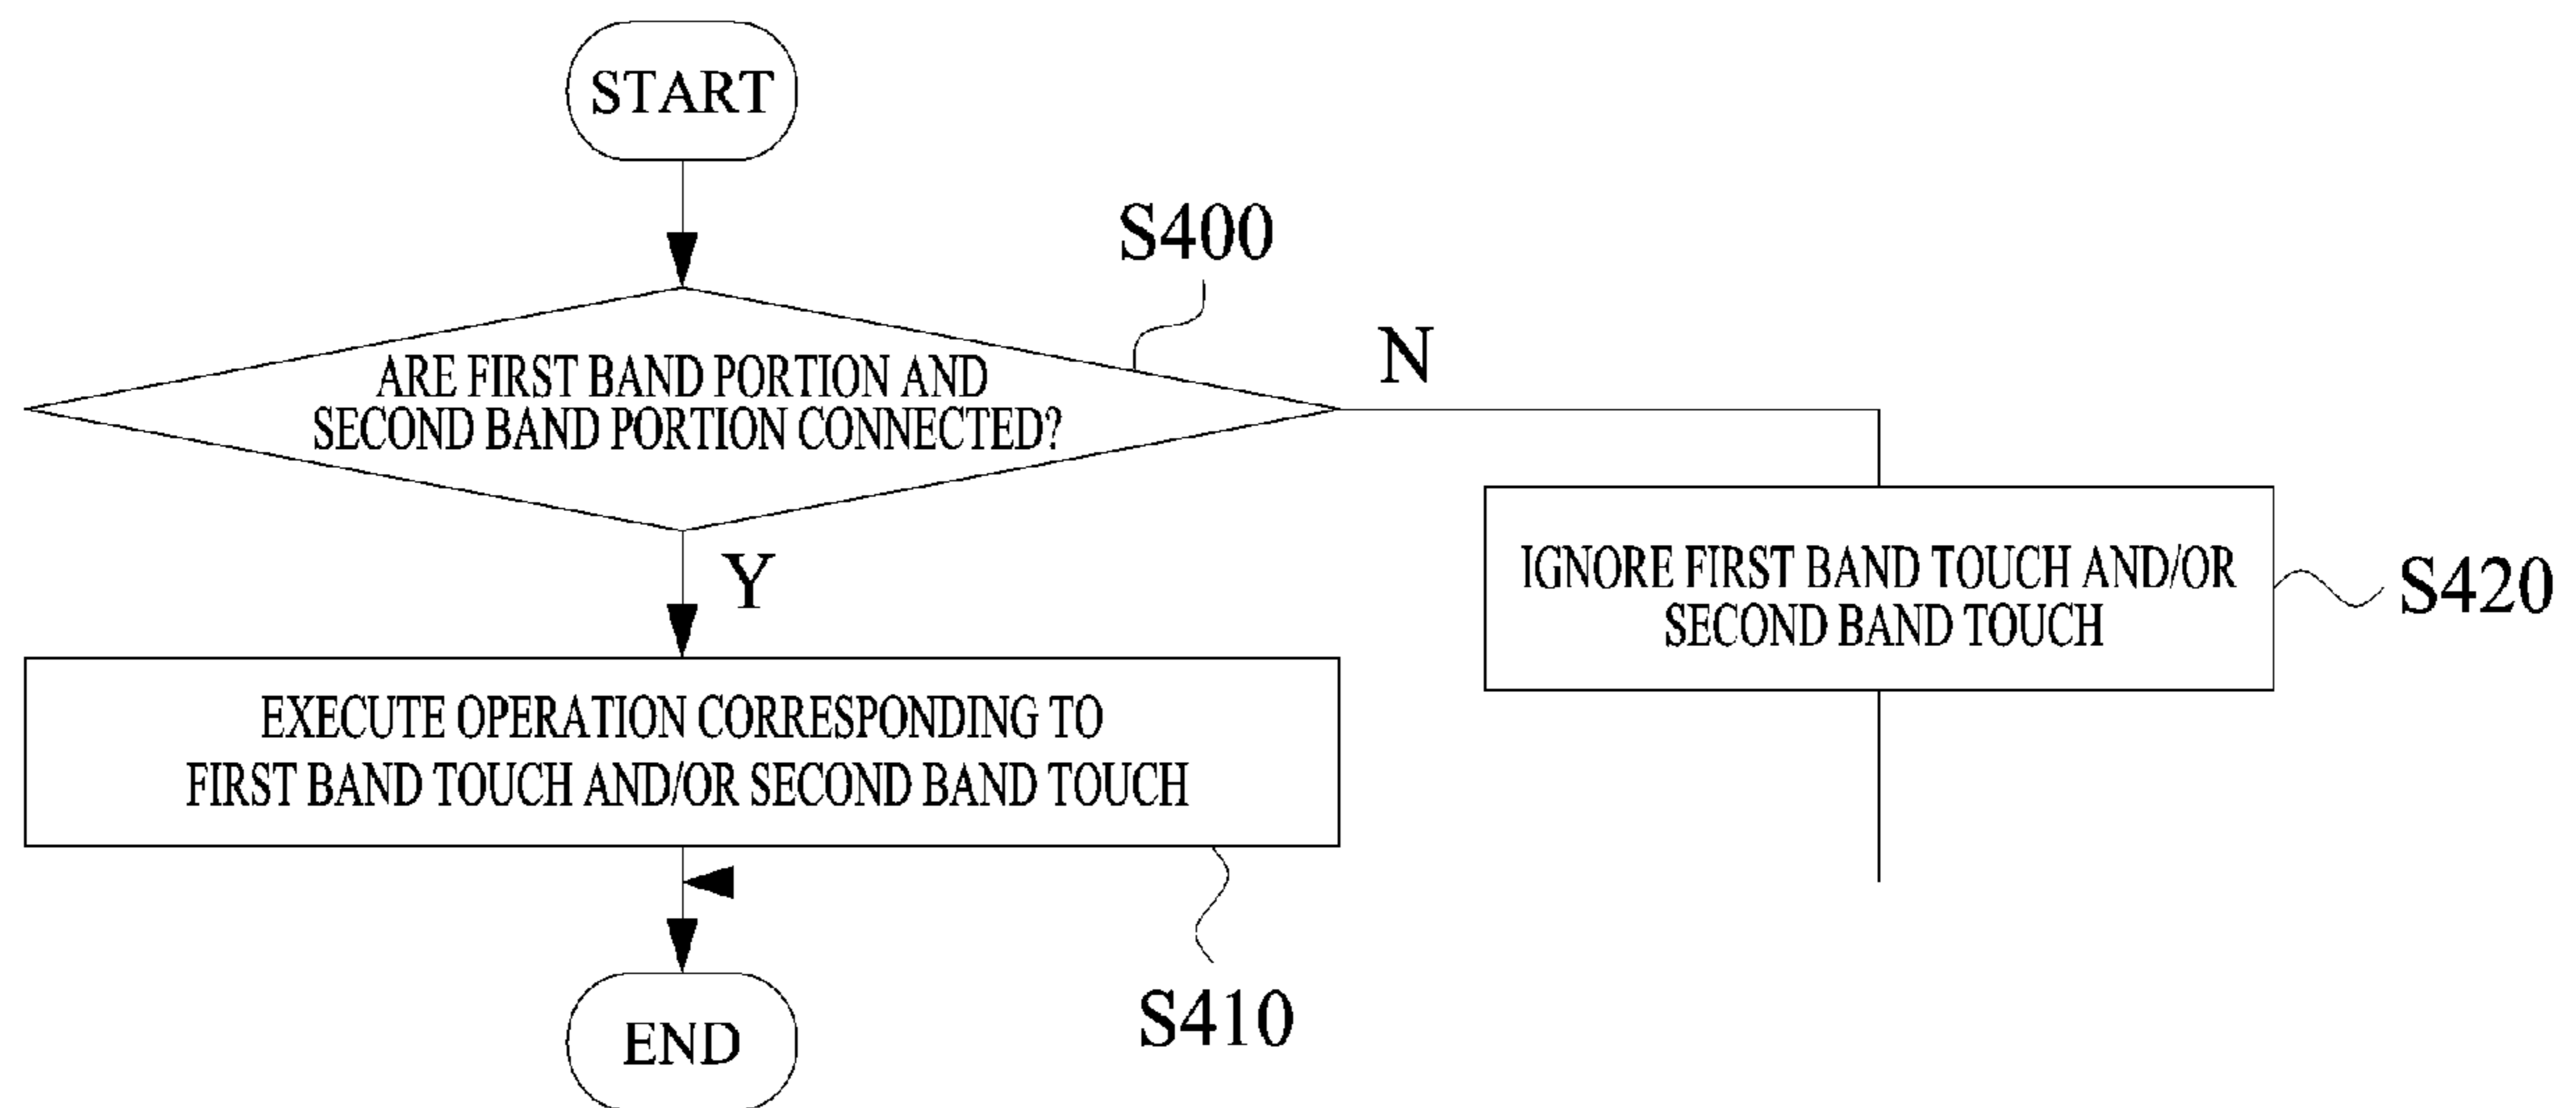 START
S400
ARE FIRST BAND PORTION AND
SECOND BAND PORTION CONNECTED?
N
Y
IGNORE FIRST BAND TOUCH AND/OR
SECOND BAND TOUCH
S420
EXECUTE OPERATION CORRESPONDING TO
FIRST BAND TOUCH AND/OR SECOND BAND TOUCH
S410
END